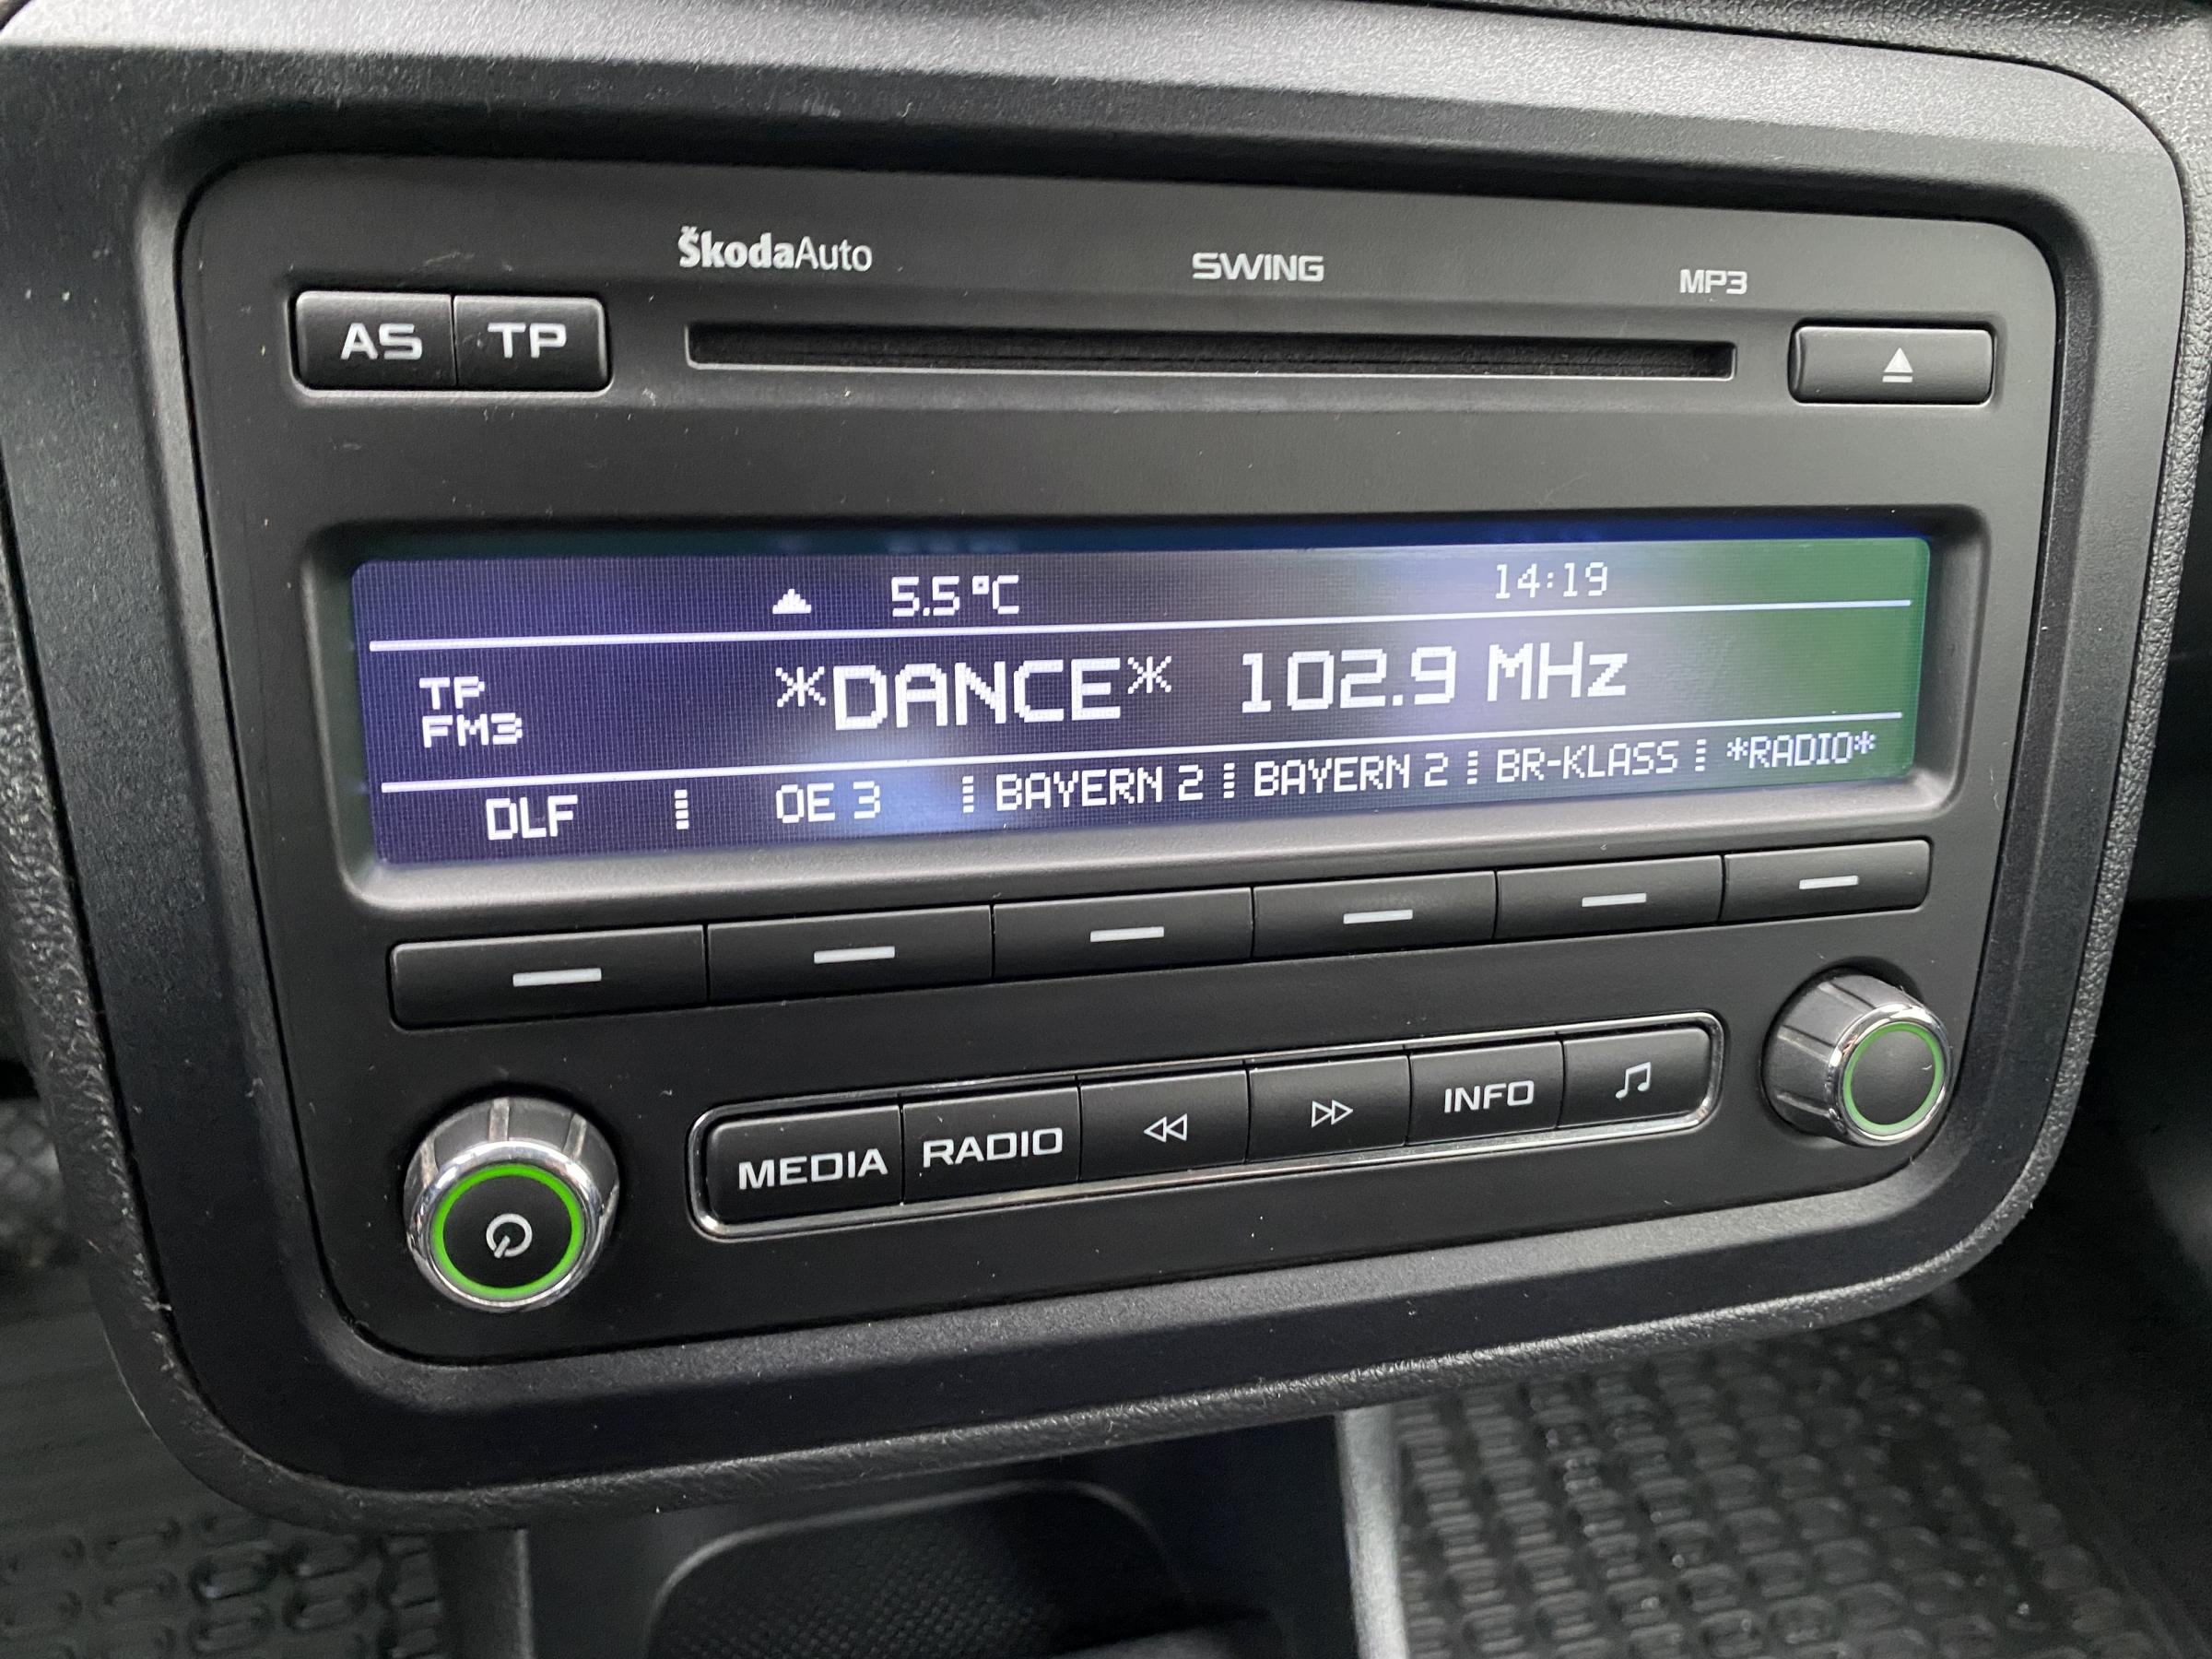 ŠkodaAuto SWING MP3
AS TP
5.5°C 14:19
TP
FM3
*DANCE* 102.9 MHz
DLF OE 3 BAYERN 2 BAYERN 2 BR-KLASS *RADIO*
MEDIA RADIO INFO